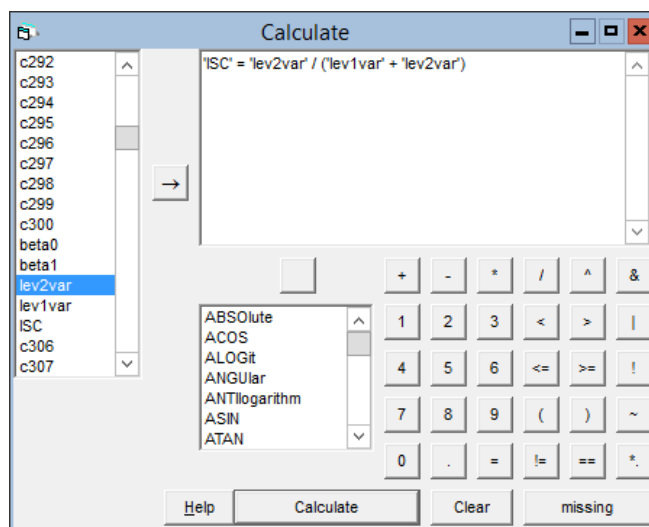 Calculate
c292
c293
c294
c295
c296
c297
c298
c299
c300
beta0
beta1
lev2var
lev1var
ISC
c306
c307
→
'ISC' = 'lev2var' / ('lev1var' + 'lev2var')
ABSOlute
ACOS
ALOGit
ANGUlar
ANTIlogarithm
ASIN
ATAN
+ - * / ^ &
1 2 3 < > |
4 5 6 <= >= !
7 8 9 ( ) ~
0 . = != == *.
Help Calculate Clear missing